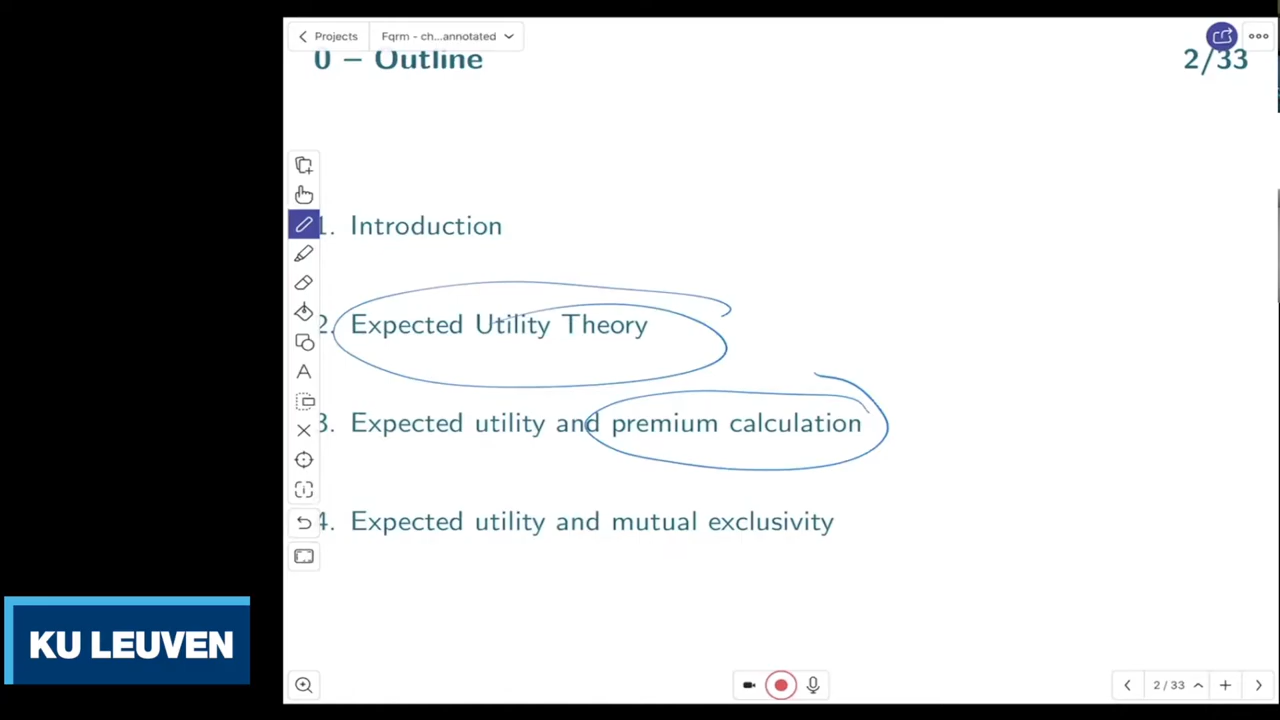 Projects
Fqrm - ch...annotated
0 – Outline
2/33
1. Introduction
2. Expected Utility Theory
3. Expected utility and premium calculation
4. Expected utility and mutual exclusivity
KU LEUVEN
2 / 33